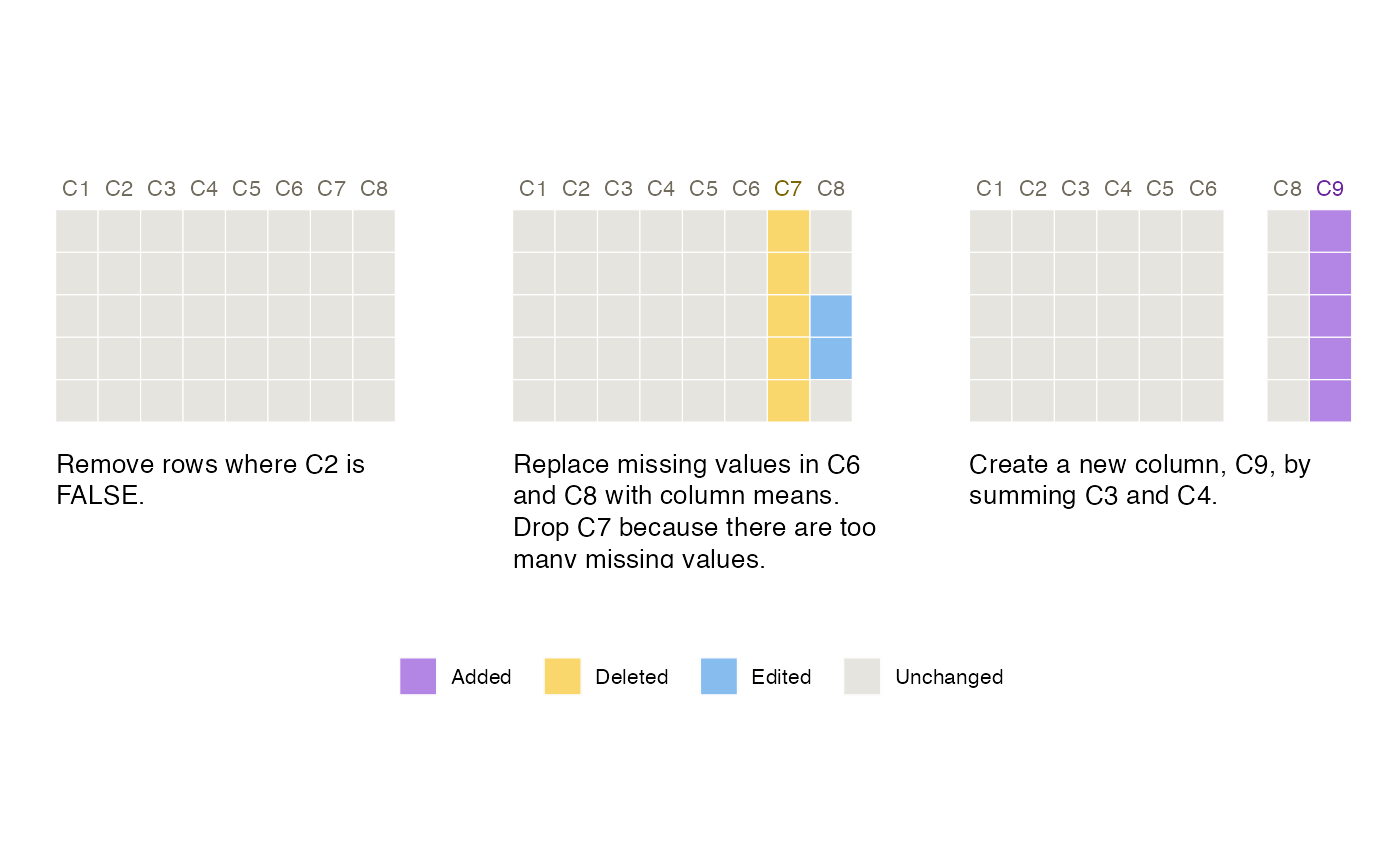 C1 C2 C3 C4 C5 C6 C7 C8
C1 C2 C3 C4 C5 C6 C7 C8
C1 C2 C3 C4 C5 C6 C8 C9
Remove rows where C2 is
FALSE.
Replace missing values in C6
and C8 with column means.
Drop C7 because there are too
many missing values.
Create a new column, C9, by
summing C3 and C4.
Added Deleted Edited Unchanged